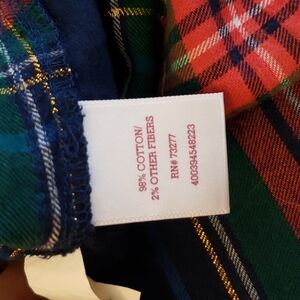 98% COTTON/
2% OTHER FIBERS
RN# 73277
400394548223